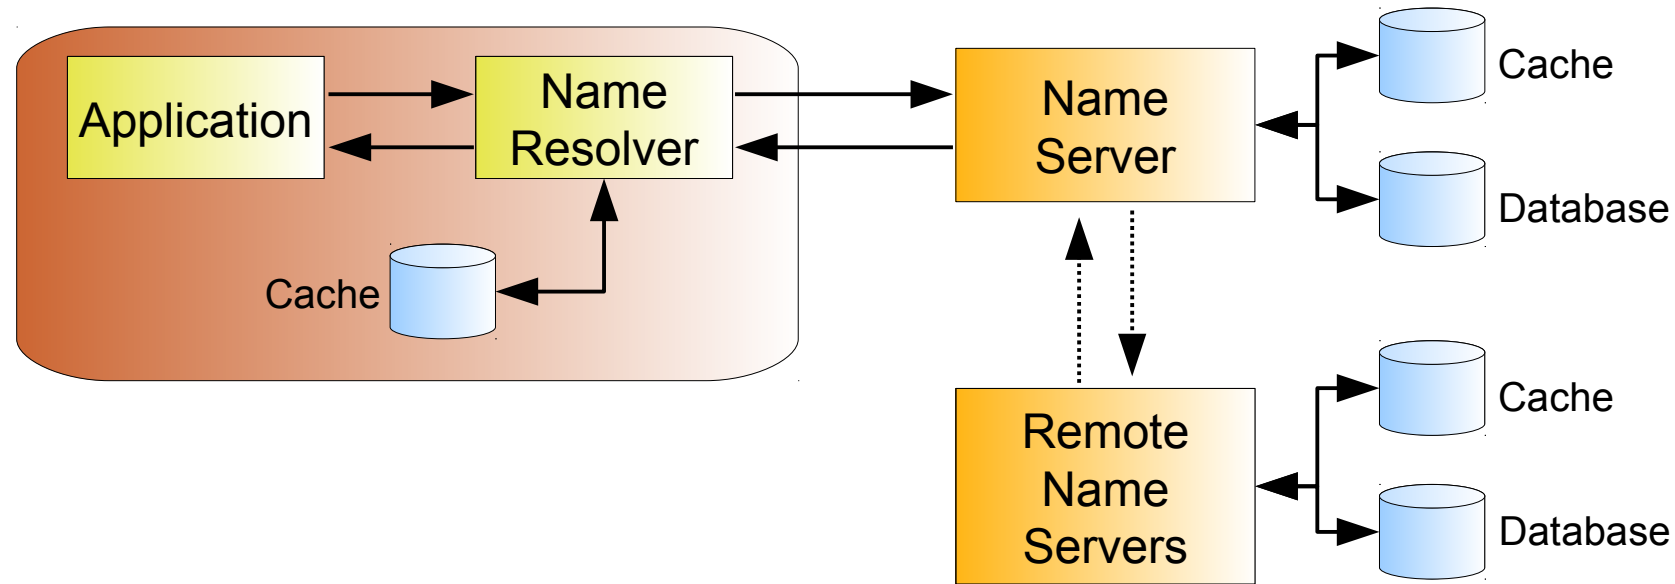 Application
Name
Resolver
Cache
Name
Server
Cache
Database
Remote
Name
Servers
Cache
Database